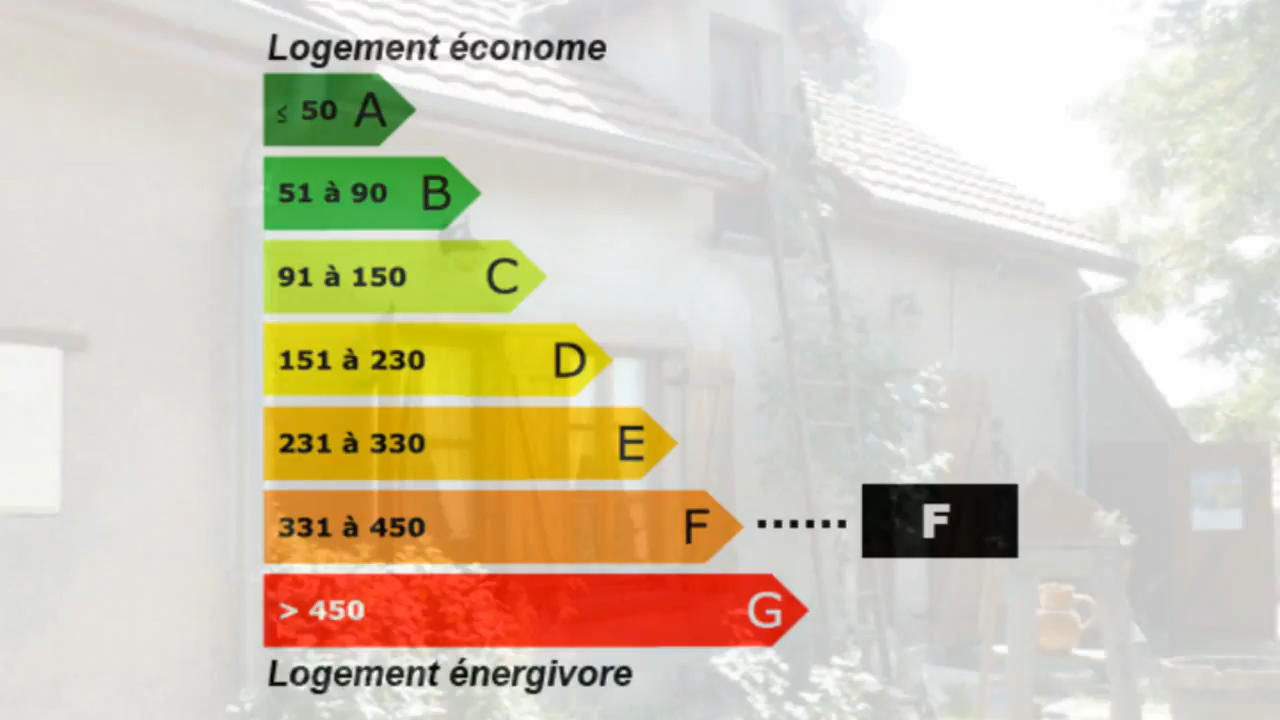 Logement économe
≤ 50 A
51 à 90 B
91 à 150 C
151 à 230 D
231 à 330 E
331 à 450 F ...... F
> 450 G
Logement énergivore